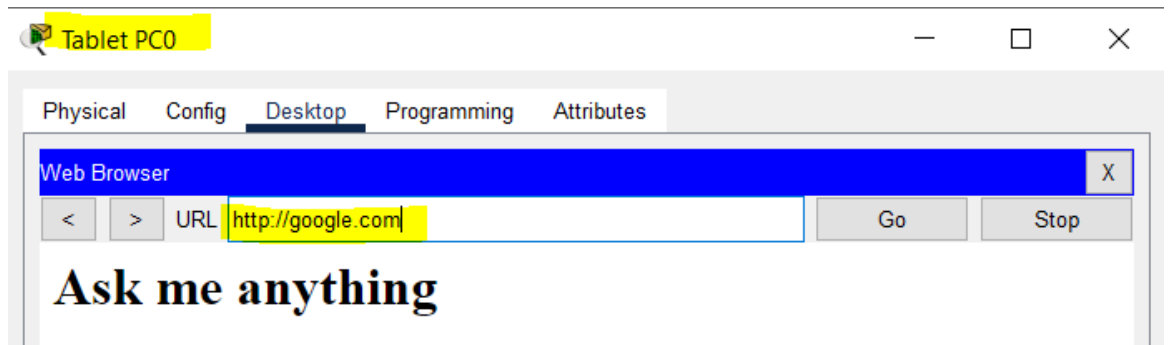 Tablet PC0
Physical Config Desktop Programming Attributes
Web Browser X
< > URL http://google.com Go Stop
Ask me anything